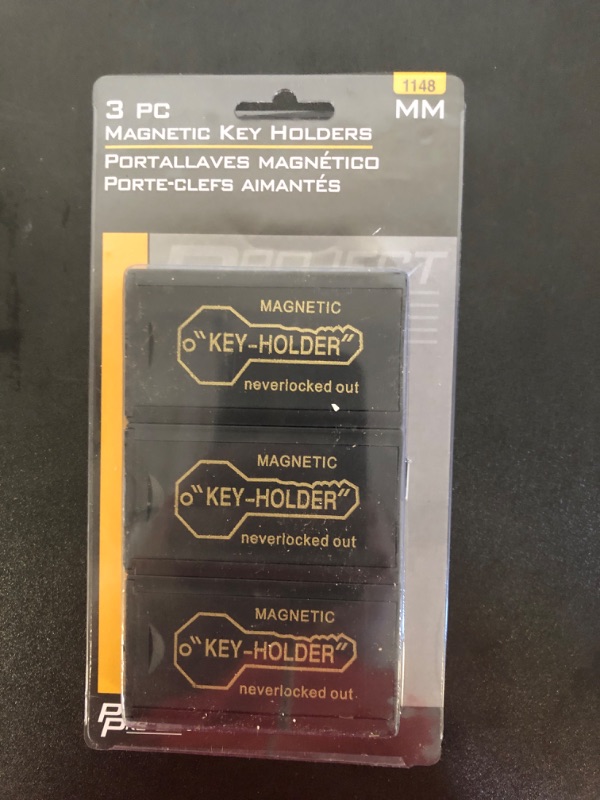 1148
3 PC MM
MAGNETIC KEY HOLDERS
PORTALLAVES MAGNÉTICO
PORTE-CLEFS AIMANTÉS
PROJECT
MAGNETIC
"KEY-HOLDER"
neverlocked out
MAGNETIC
"KEY-HOLDER"
neverlocked out
MAGNETIC
"KEY-HOLDER"
neverlocked out